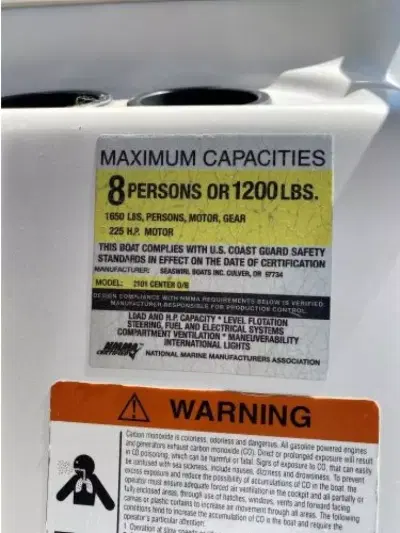 MAXIMUM CAPACITIES
8 PERSONS OR 1200 LBS.
1650 LBS, PERSONS, MOTOR, GEAR
225 H.P. MOTOR
THIS BOAT COMPLIES WITH U.S. COAST GUARD SAFETY
STANDARDS IN EFFECT ON THE DATE OF CERTIFICATION
MANUFACTURER: SEASWIRL BOATS INC. CULVER, OR 97734
MODEL: 2101 CENTER O/B
DESIGN COMPLIANCE WITH NMMA REQUIREMENTS BELOW IS VERIFIED.
MANUFACTURER RESPONSIBLE FOR PRODUCTION CONTROL.
LOAD AND H.P. CAPACITY * LEVEL FLOTATION
STEERING, FUEL AND ELECTRICAL SYSTEMS
COMPARTMENT VENTILATION * MANEUVERABILITY
INTERNATIONAL LIGHTS
NMMA
CERTIFIED
NATIONAL MARINE MANUFACTURERS ASSOCIATION
WARNING
Carbon monoxide is colorless, odorless and dangerous. All gasoline powered engines
and generators exhaust carbon monoxide (CO). Direct or prolonged exposure will result
in CO poisoning, which can be harmful or fatal. Signs of exposure to CO, that can easily
be confused with sea sickness, include nausea, dizziness and drowsiness. To prevent
excess exposure and reduce the possibility of accumulations of CO in the boat, the
operator must ensure adequate forced air ventilation in the cockpit and all partially or
fully enclosed areas, through use of hatches, windows, vents and forward facing
canvas or plastic curtains to increase air movement through all areas. The following
conditions tend to increase the accumulation of CO in the boat and require the
operator's particular attention:
1. Operation at slow speeds